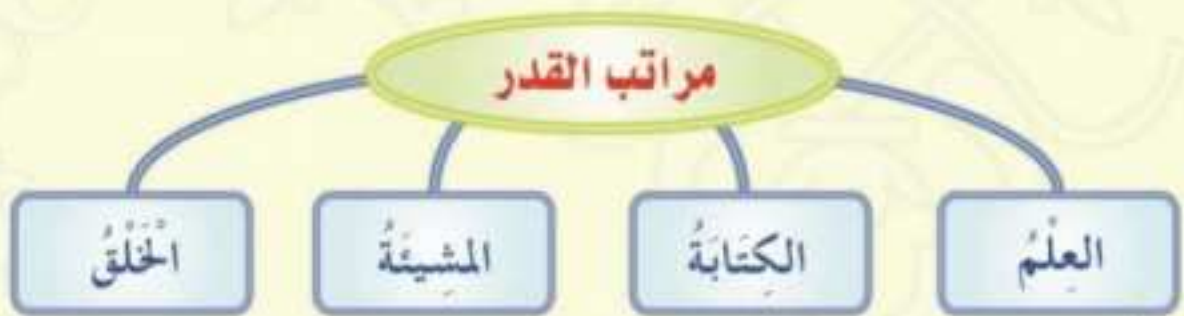 مراتب القدر
العِلْمُ
الكِتَابَةُ
المشِيئَةُ
الْخَلْقُ